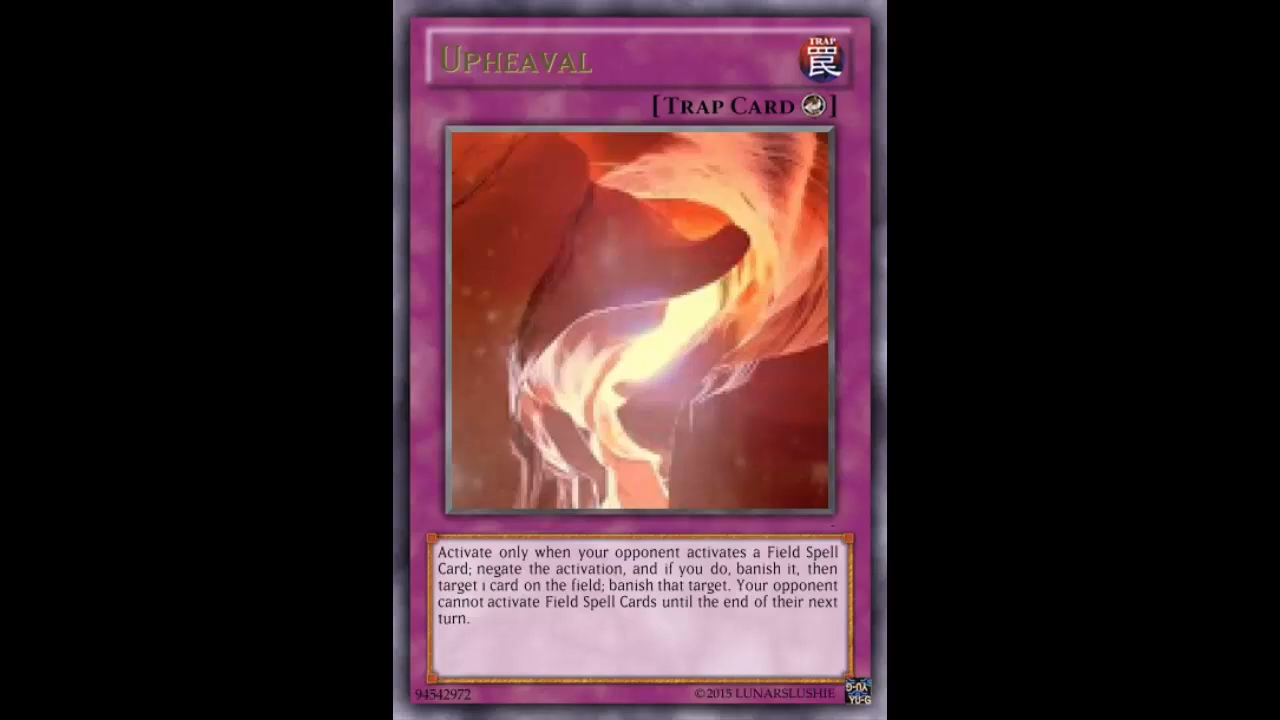 UPHEAVAL
TRAP
罠
[TRAP CARD ]
-
Activate only when your opponent activates a Field Spell
Card; negate the activation, and if you do, banish it, then
target 1 card on the field; banish that target. Your opponent
cannot activate Field Spell Cards until the end of their next
turn.
94542972
©2015 LUNARSLUSHIE
YU-G